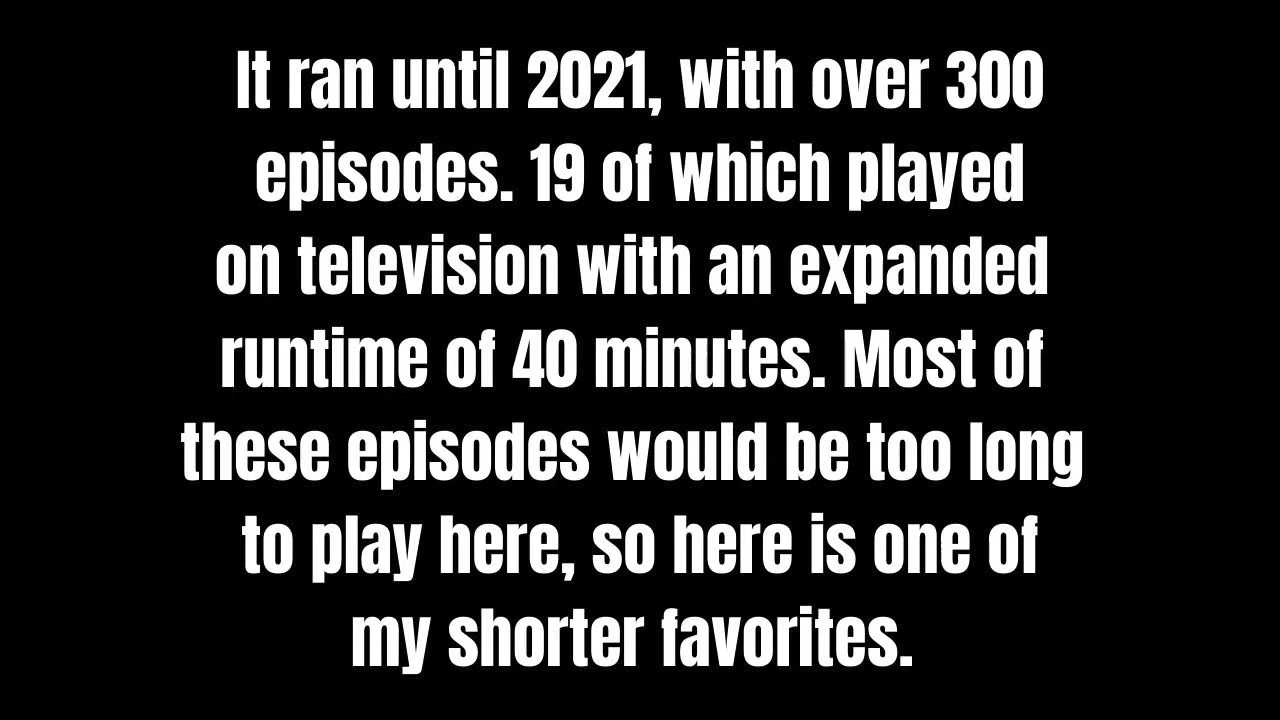 It ran until 2021, with over 300
episodes. 19 of which played
on television with an expanded
runtime of 40 minutes. Most of
these episodes would be too long
to play here, so here is one of
my shorter favorites.